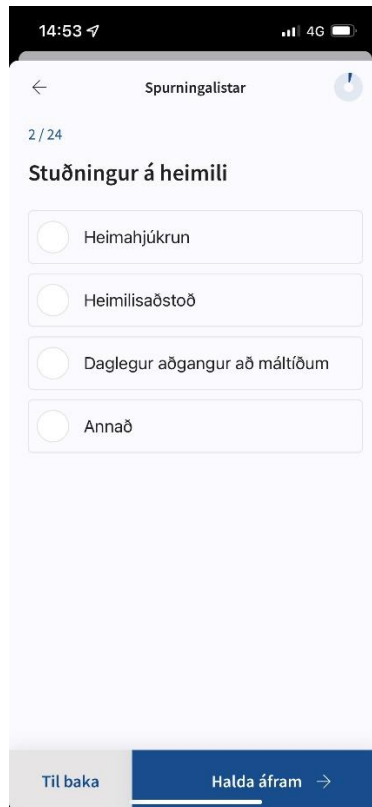 14:53 4G
Spurningalistar
2 / 24
Stuðningur á heimili
Heimahjúkrun
Heimilisaðstoð
Daglegur aðgangur að máltíðum
Annað
Til baka Halda áfram →